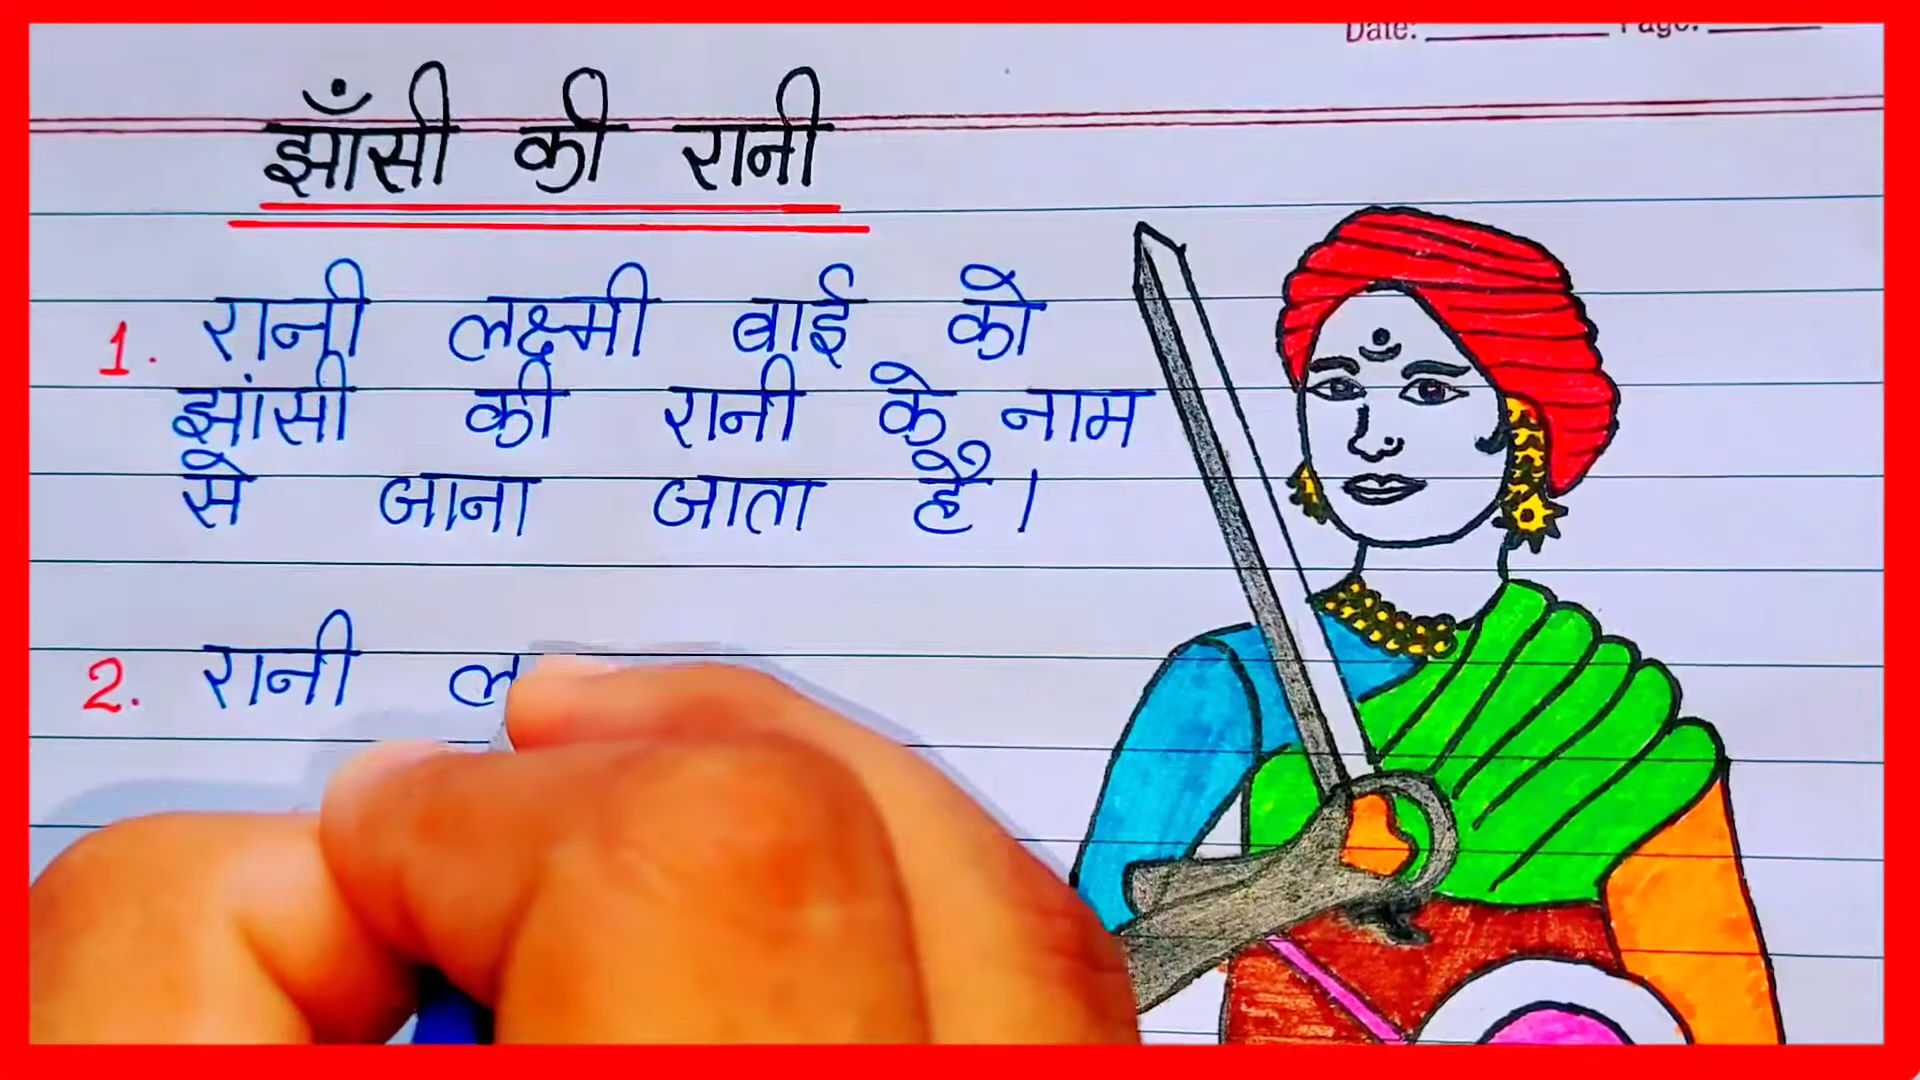 Date: Page:
झाँसी की रानी
1. रानी लक्ष्मी बाई को
झांसी की रानी के नाम
से जाना जाता है।
2. रानी ल